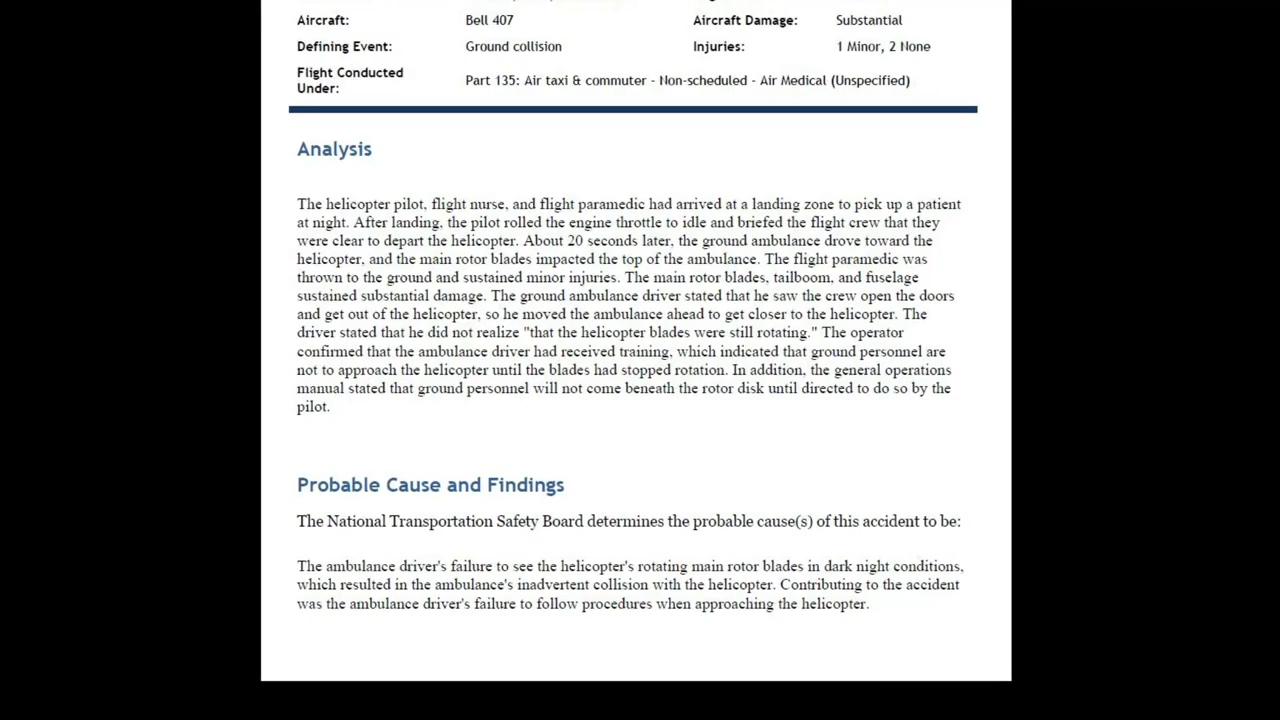 Aircraft: Bell 407 Aircraft Damage: Substantial
Defining Event: Ground collision Injuries: 1 Minor, 2 None
Flight Conducted
Under: Part 135: Air taxi & commuter - Non-scheduled - Air Medical (Unspecified)
Analysis
The helicopter pilot, flight nurse, and flight paramedic had arrived at a landing zone to pick up a patient
at night. After landing, the pilot rolled the engine throttle to idle and briefed the flight crew that they
were clear to depart the helicopter. About 20 seconds later, the ground ambulance drove toward the
helicopter, and the main rotor blades impacted the top of the ambulance. The flight paramedic was
thrown to the ground and sustained minor injuries. The main rotor blades, tailboom, and fuselage
sustained substantial damage. The ground ambulance driver stated that he saw the crew open the doors
and get out of the helicopter, so he moved the ambulance ahead to get closer to the helicopter. The
driver stated that he did not realize "that the helicopter blades were still rotating." The operator
confirmed that the ambulance driver had received training, which indicated that ground personnel are
not to approach the helicopter until the blades had stopped rotation. In addition, the general operations
manual stated that ground personnel will not come beneath the rotor disk until directed to do so by the
pilot.
Probable Cause and Findings
The National Transportation Safety Board determines the probable cause(s) of this accident to be:
The ambulance driver's failure to see the helicopter's rotating main rotor blades in dark night conditions,
which resulted in the ambulance's inadvertent collision with the helicopter. Contributing to the accident
was the ambulance driver's failure to follow procedures when approaching the helicopter.